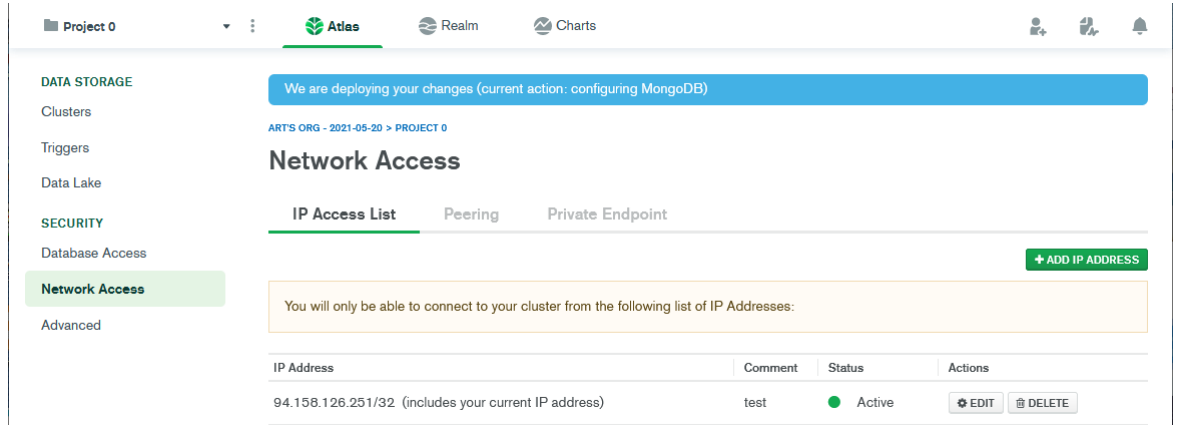 Project 0
Atlas Realm Charts
DATA STORAGE
Clusters
Triggers
Data Lake
SECURITY
Database Access
Network Access
Advanced
We are deploying your changes (current action: configuring MongoDB)
ART'S ORG - 2021-05-20 > PROJECT 0
Network Access
IP Access List Peering Private Endpoint
+ ADD IP ADDRESS
You will only be able to connect to your cluster from the following list of IP Addresses:
IP Address Comment Status Actions
94.158.126.251/32 (includes your current IP address) test Active EDIT DELETE